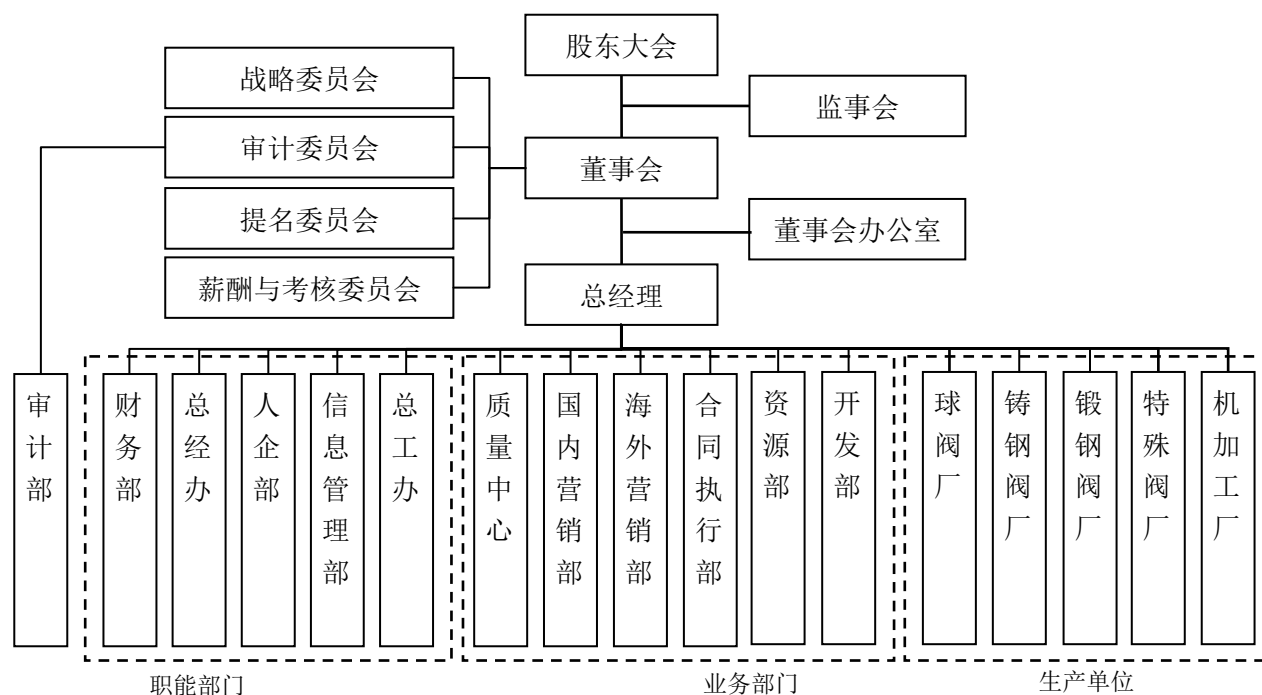 股东大会
战略委员会
监事会
审计委员会
董事会
提名委员会
董事会办公室
薪酬与考核委员会
总经理
审计部
财务部
总经办
人企部
信息管理部
总工办
质量中心
国内营销部
海外营销部
合同执行部
资源部
开发部
球阀厂
铸钢阀厂
锻钢阀厂
特殊阀厂
机加工厂
职能部门
业务部门
生产单位